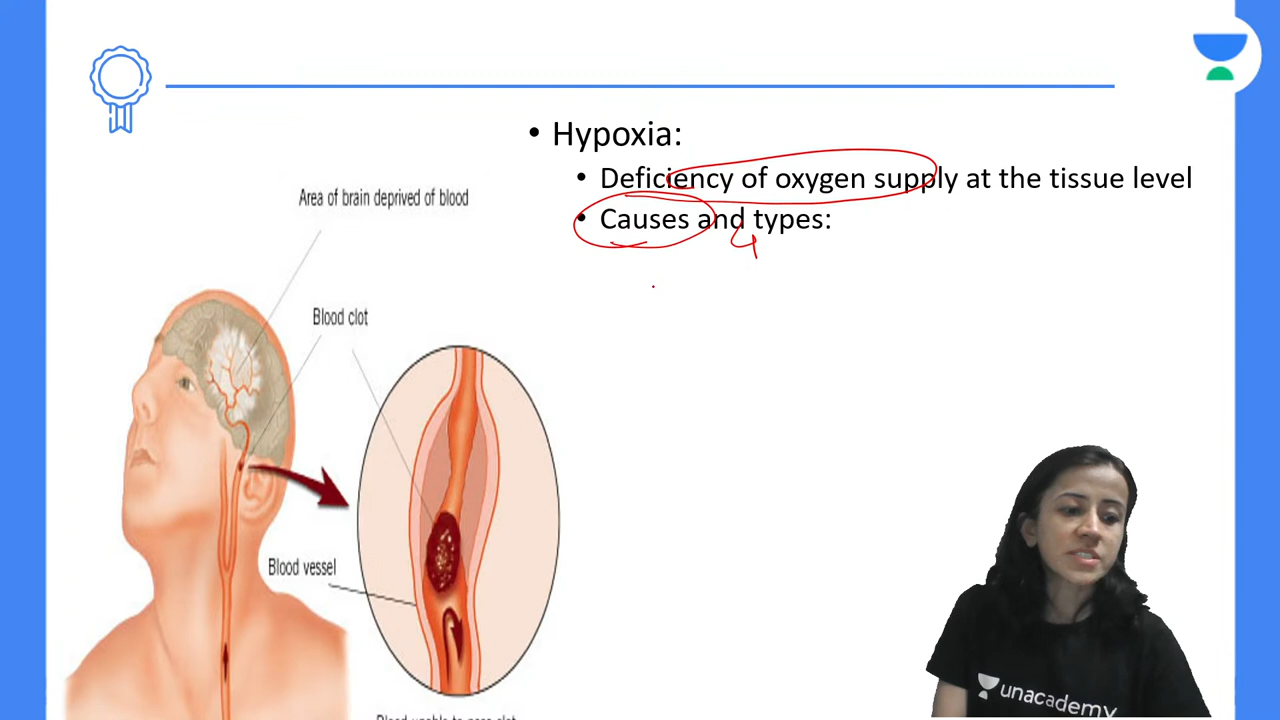 • Hypoxia:
• Deficiency of oxygen supply at the tissue level
• Causes and types:
4
Area of brain deprived of blood
Blood clot
Blood vessel
unacademy